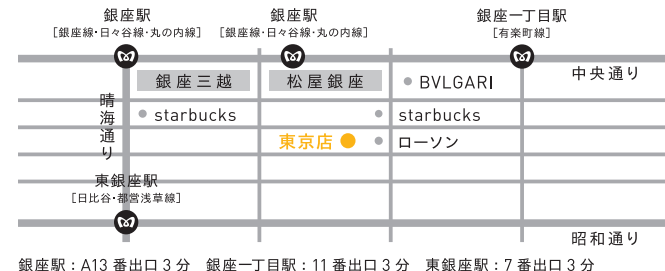 銀座駅
[銀座線・日々谷線・丸の内線]
銀座駅
[銀座線・日々谷線・丸の内線]
銀座一丁目駅
[有楽町線]
中央通り
銀座三越
松屋銀座
BVLGARI
晴海通り
starbucks
starbucks
東京店
ローソン
東銀座駅
[日比谷・都営浅草線]
昭和通り
銀座駅：A13 番出口 3 分 銀座一丁目駅：11 番出口 3 分 東銀座駅：7 番出口 3 分